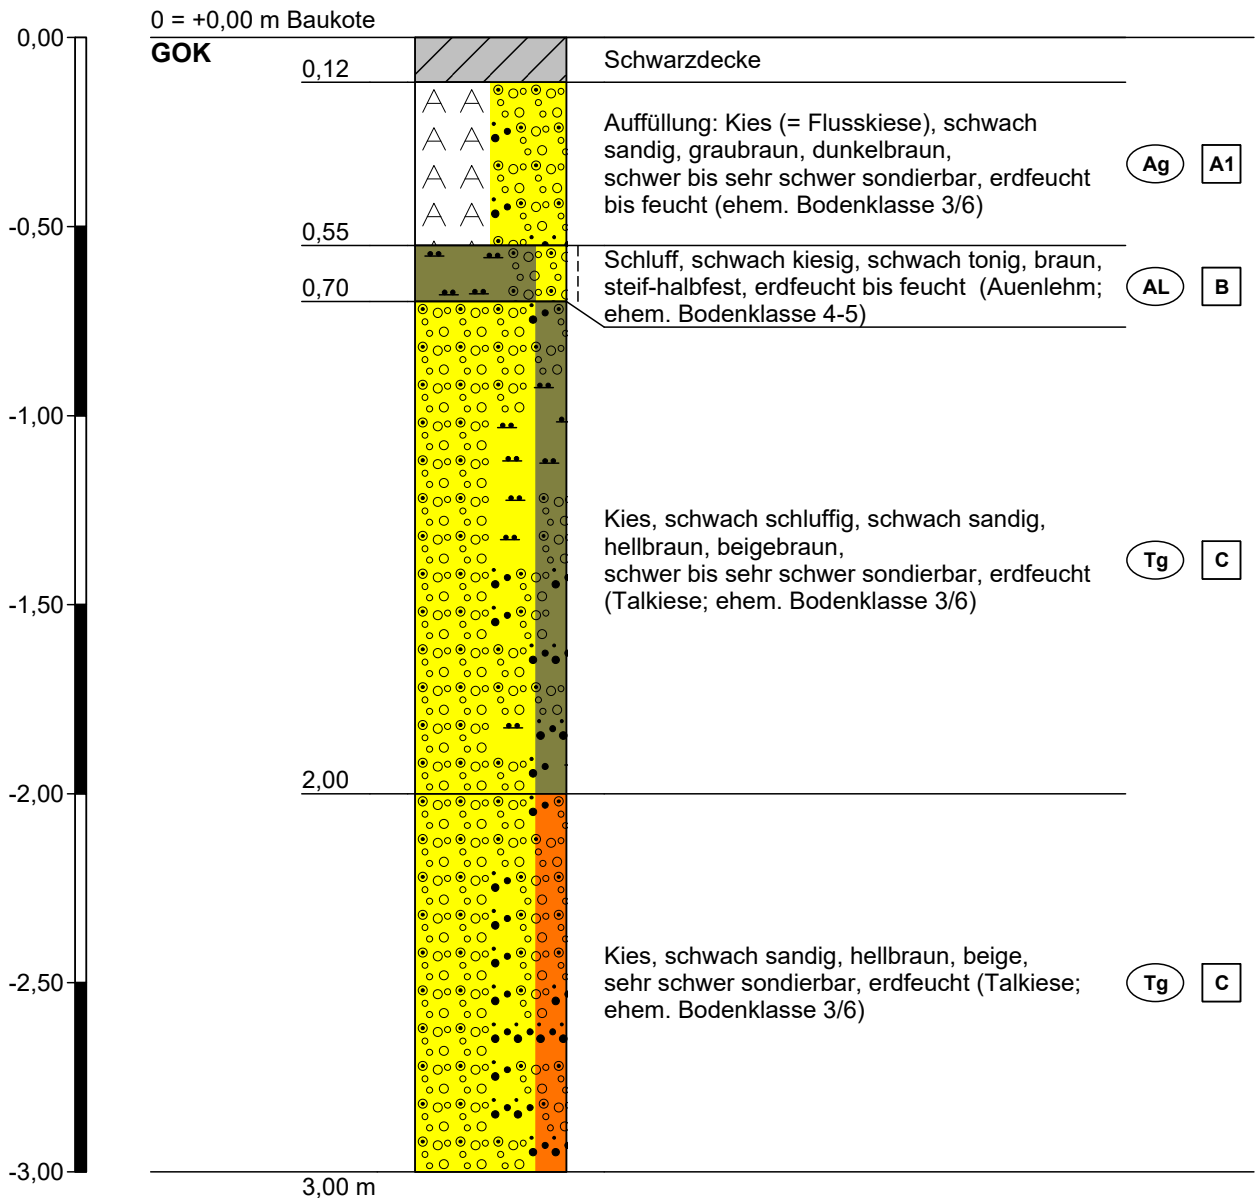 0 = +0,00 m Baukote
0,00
GOK
0,12
Schwarzdecke
Auffüllung: Kies (= Flusskiese), schwach
sandig, graubraun, dunkelbraun,
schwer bis sehr schwer sondierbar, erdfeucht
bis feucht (ehem. Bodenklasse 3/6)
Ag A1
-0,50
0,55
Schluff, schwach kiesig, schwach tonig, braun,
steif-halbfest, erdfeucht bis feucht (Auenlehm;
ehem. Bodenklasse 4-5)
AL B
0,70
-1,00
Kies, schwach schluffig, schwach sandig,
hellbraun, beigebraun,
schwer bis sehr schwer sondierbar, erdfeucht
(Talkiese; ehem. Bodenklasse 3/6)
Tg C
-1,50
2,00
-2,00
Kies, schwach sandig, hellbraun, beige,
sehr schwer sondierbar, erdfeucht (Talkiese;
ehem. Bodenklasse 3/6)
Tg C
-2,50
-3,00
3,00 m